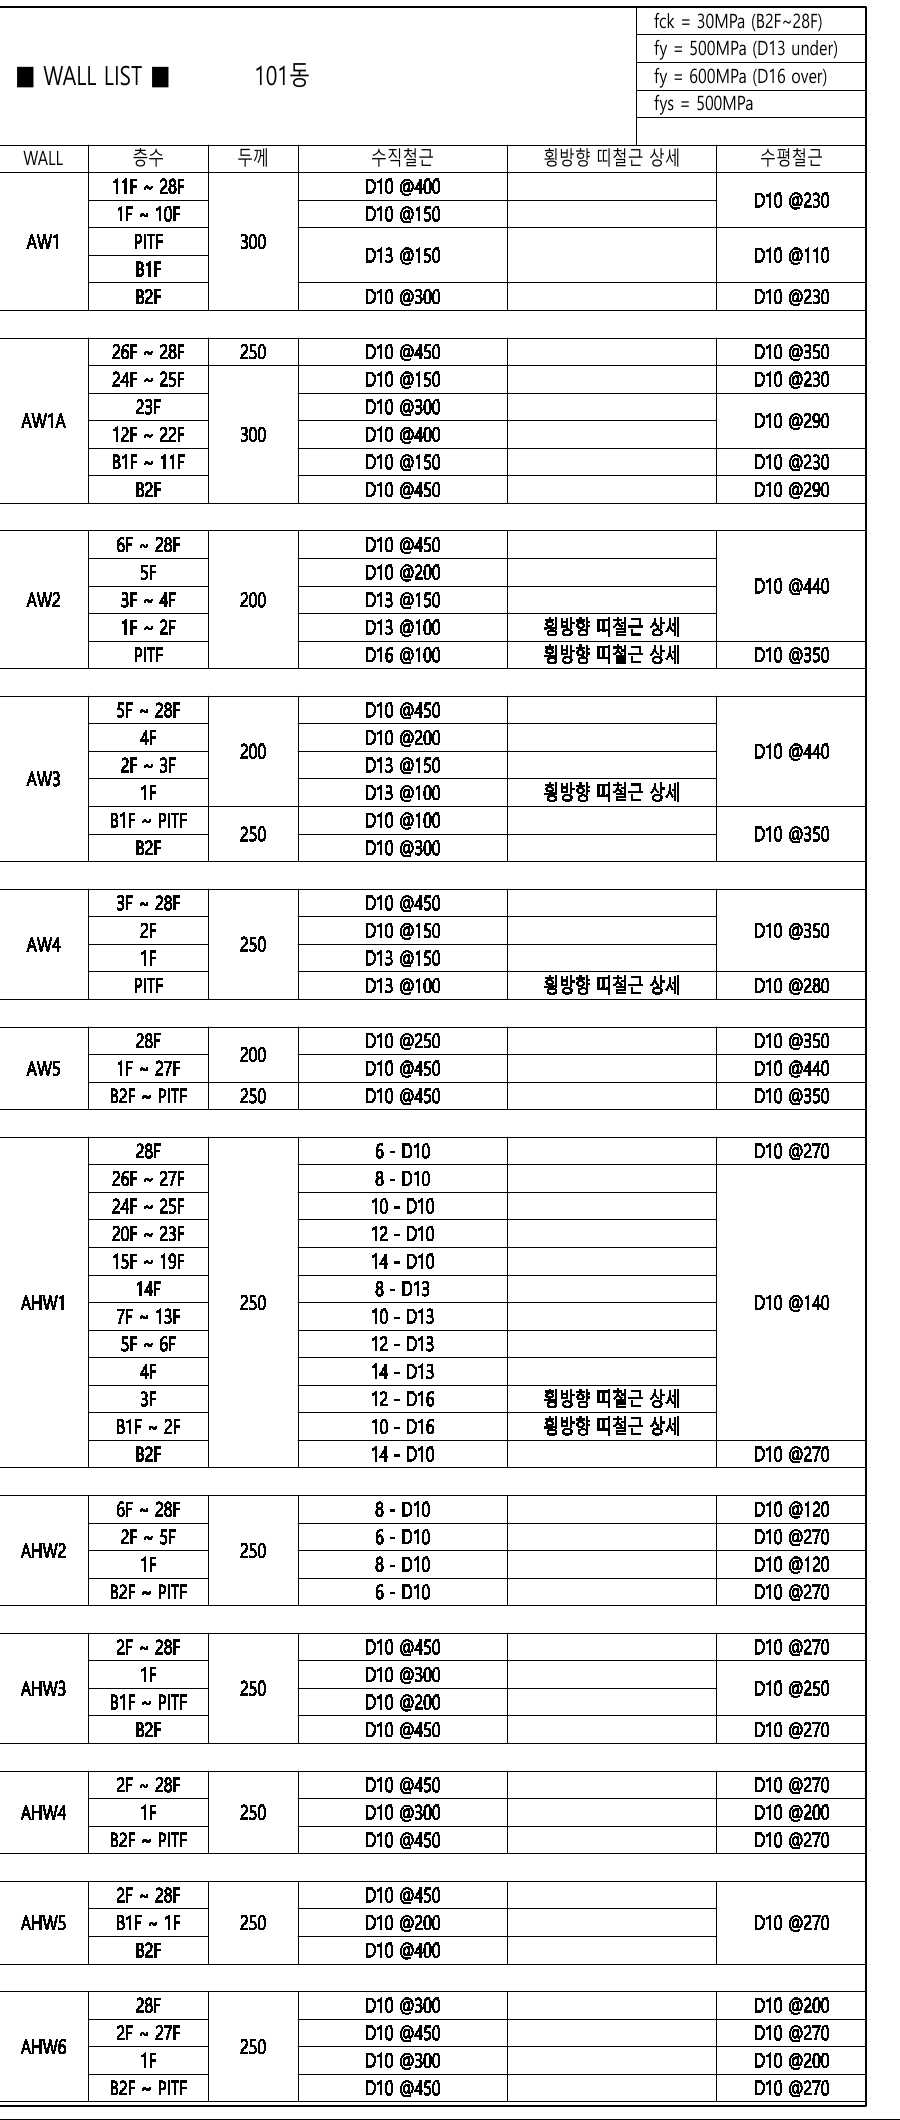 fck = 30MPa (B2F~28F)
fy = 500MPa (D13 under)
■ WALL LIST ■ 101동
fy = 600MPa (D16 over)
fys = 500MPa
WALL 층수 두께 수직철근 횡방향 띠철근 상세 수평철근
11F ~ 28F D10 @400
D10 @230
1F ~ 10F D10 @150
AW1 PITF 300
D13 @150 D10 @110
B1F
B2F D10 @300 D10 @230
26F ~ 28F 250 D10 @450 D10 @350
24F ~ 25F D10 @150 D10 @230
23F D10 @300
AW1A D10 @290
12F ~ 22F 300 D10 @400
B1F ~ 11F D10 @150 D10 @230
B2F D10 @450 D10 @290
6F ~ 28F D10 @450
5F D10 @200
D10 @440
AW2 3F ~ 4F 200 D13 @150
1F ~ 2F D13 @100 횡방향 띠철근 상세
PITF D16 @100 횡방향 띠철근 상세 D10 @350
5F ~ 28F D10 @450
4F D10 @200
200 D10 @440
2F ~ 3F D13 @150
AW3
1F D13 @100 횡방향 띠철근 상세
B1F ~ PITF D10 @100
250 D10 @350
B2F D10 @300
3F ~ 28F D10 @450
2F D10 @150 D10 @350
AW4 250
1F D13 @150
PITF D13 @100 횡방향 띠철근 상세 D10 @280
28F D10 @250 D10 @350
200
AW5 1F ~ 27F D10 @450 D10 @440
B2F ~ PITF 250 D10 @450 D10 @350
28F 6 - D10 D10 @270
26F ~ 27F 8 - D10
24F ~ 25F 10 - D10
20F ~ 23F 12 - D10
15F ~ 19F 14 - D10
14F 8 - D13
AHW1 250 D10 @140
7F ~ 13F 10 - D13
5F ~ 6F 12 - D13
4F 14 - D13
3F 12 - D16 횡방향 띠철근 상세
B1F ~ 2F 10 - D16 횡방향 띠철근 상세
B2F 14 - D10 D10 @270
6F ~ 28F 8 - D10 D10 @120
2F ~ 5F 6 - D10 D10 @270
AHW2 250
1F 8 - D10 D10 @120
B2F ~ PITF 6 - D10 D10 @270
2F ~ 28F D10 @450 D10 @270
1F D10 @300
AHW3 250 D10 @250
B1F ~ PITF D10 @200
B2F D10 @450 D10 @270
2F ~ 28F D10 @450 D10 @270
AHW4 1F 250 D10 @300 D10 @200
B2F ~ PITF D10 @450 D10 @270
2F ~ 28F D10 @450
AHW5 B1F ~ 1F 250 D10 @200 D10 @270
B2F D10 @400
28F D10 @300 D10 @200
2F ~ 27F D10 @450 D10 @270
AHW6 250
1F D10 @300 D10 @200
B2F ~ PITF D10 @450 D10 @270